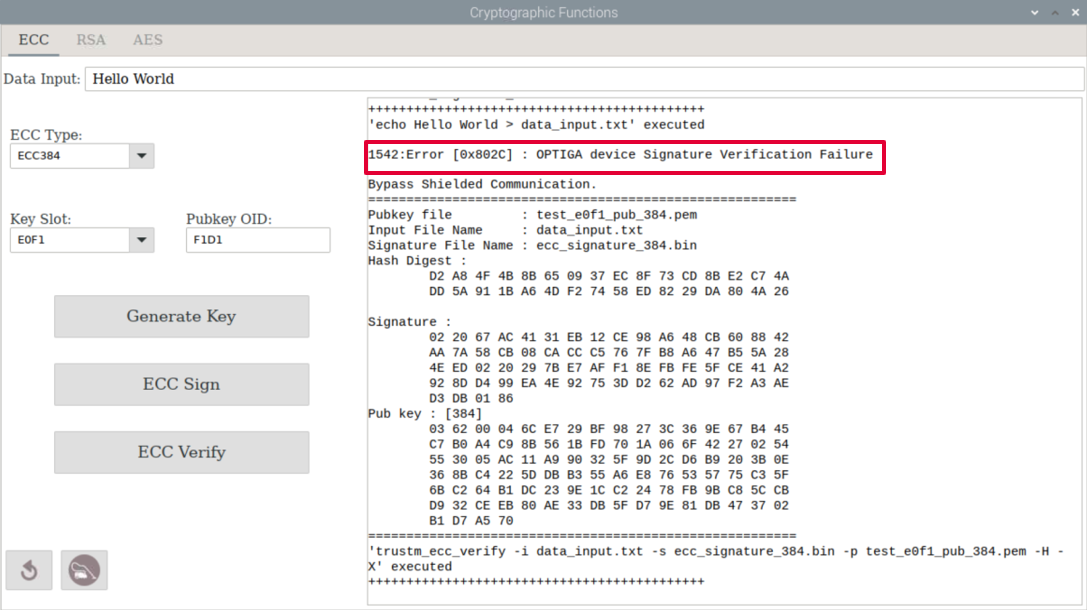 Cryptographic Functions
ECC RSA AES
Data Input: Hello World
ECC Type:
ECC384
Key Slot: Pubkey OID:
E0F1 F1D1
Generate Key
ECC Sign
ECC Verify
++++++++++++++++++++++++++++++++++++++++++++
'echo Hello World > data_input.txt' executed
1542:Error [0x802C] : OPTIGA device Signature Verification Failure
Bypass Shielded Communication.
========================================================
Pubkey file : test_e0f1_pub_384.pem
Input File Name : data_input.txt
Signature File Name : ecc_signature_384.bin
Hash Digest :
D2 A8 4F 4B 8B 65 09 37 EC 8F 73 CD 8B E2 C7 4A
DD 5A 91 1B A6 4D F2 74 58 ED 82 29 DA 80 4A 26
Signature :
02 20 67 AC 41 31 EB 12 CE 98 A6 48 CB 60 88 42
AA 7A 58 CB 08 CA CC C5 76 7F B8 A6 47 B5 5A 28
4E ED 02 20 29 7B E7 AF F1 8E FB FE 5F CE 41 A2
92 8D D4 99 EA 4E 92 75 3D D2 62 AD 97 F2 A3 AE
D3 DB 01 86
Pub key : [384]
03 62 00 04 6C E7 29 BF 98 27 3C 36 9E 67 B4 45
C7 B0 A4 C9 8B 56 1B FD 70 1A 06 6F 42 27 02 54
55 30 05 AC 11 A9 90 32 5F 9D 2C D6 B9 20 3B 0E
36 8B C4 22 5D DB B3 55 A6 E8 76 53 57 75 C3 5F
6B C2 64 B1 DC 23 9E 1C C2 24 78 FB 9B C8 5C CB
D9 32 CE EB 80 AE 33 DB 5F D7 9E 81 DB 47 37 02
B1 D7 A5 70
========================================================
'trustm_ecc_verify -i data_input.txt -s ecc_signature_384.bin -p test_e0f1_pub_384.pem -H -
X' executed
++++++++++++++++++++++++++++++++++++++++++++